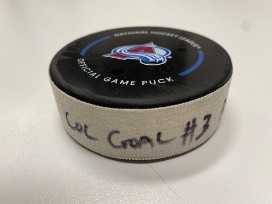 NATIONAL HOCKEY LEAGUE
OFFICIAL GAME PUCK
COL GOAL #3